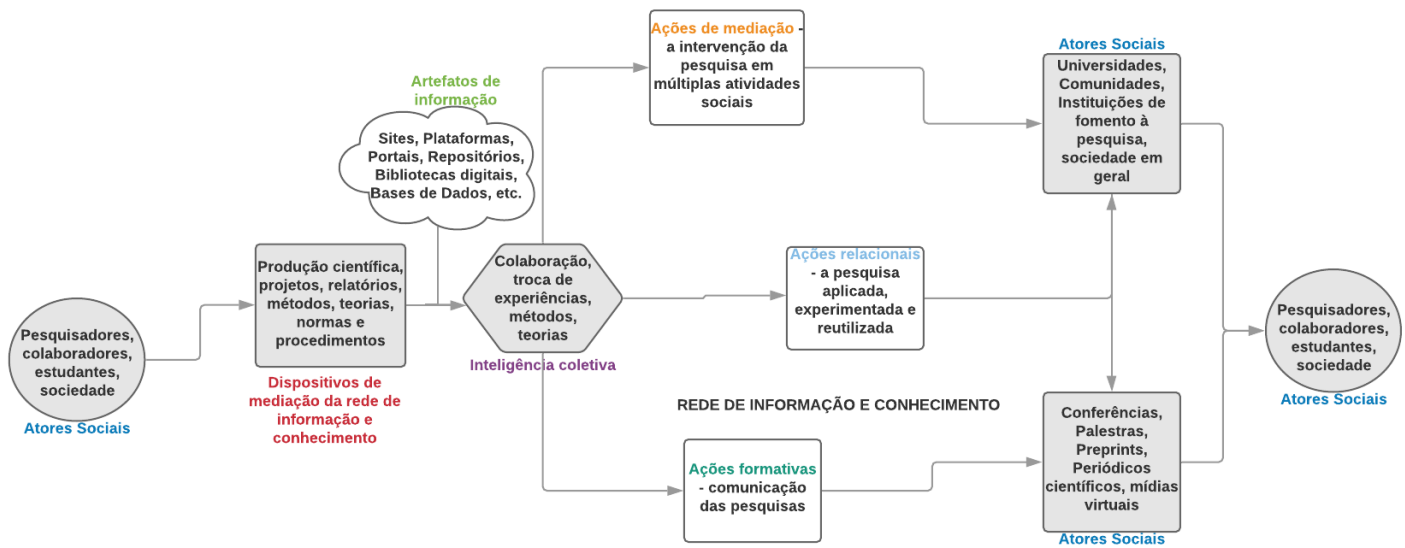 Pesquisadores,
colaboradores,
estudantes,
sociedade
Atores Sociais
Produção científica,
projetos, relatórios,
métodos, teorias,
normas e
procedimentos
Dispositivos de
mediação da rede de
informação e
conhecimento
Artefatos de
informação
Sites, Plataformas,
Portais, Repositórios,
Bibliotecas digitais,
Bases de Dados, etc.
Colaboração,
troca de
experiências,
métodos,
teorias
Inteligência coletiva
Ações de mediação -
a intervenção da
pesquisa em
múltiplas atividades
sociais
Ações relacionais
- a pesquisa
aplicada,
experimentada e
reutilizada
REDE DE INFORMAÇÃO E CONHECIMENTO
Ações formativas
- comunicação
das pesquisas
Atores Sociais
Universidades,
Comunidades,
Instituições de
fomento à
pesquisa,
sociedade em
geral
Conferências,
Palestras,
Preprints,
Periódicos
científicos, mídias
virtuais
Atores Sociais
Pesquisadores,
colaboradores,
estudantes,
sociedade
Atores Sociais